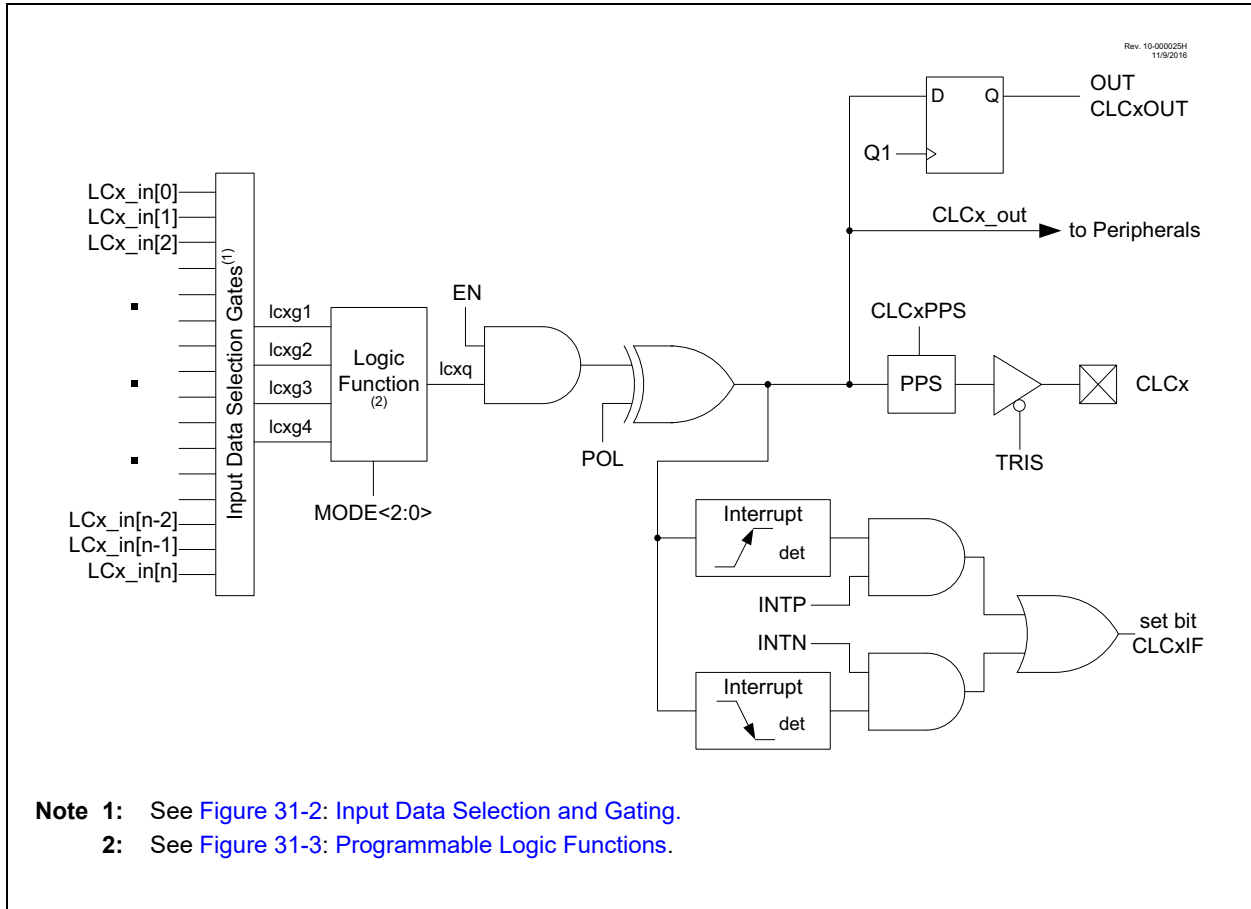 Rev. 10-000025H
11/9/2016
OUT
CLCxOUT
D
Q
Q1
CLCx_out
to Peripherals
LCx_in[0]
LCx_in[1]
LCx_in[2]
LCx_in[n-2]
LCx_in[n-1]
LCx_in[n]
Input Data Selection Gates(1)
lcxg1
lcxg2
lcxg3
lcxg4
Logic
Function
(2)
MODE<2:0>
lcxq
EN
POL
CLCxPPS
PPS
TRIS
CLCx
Interrupt
det
INTP
INTN
Interrupt
det
set bit
CLCxIF
Note 1: See Figure 31-2: Input Data Selection and Gating.
2: See Figure 31-3: Programmable Logic Functions.